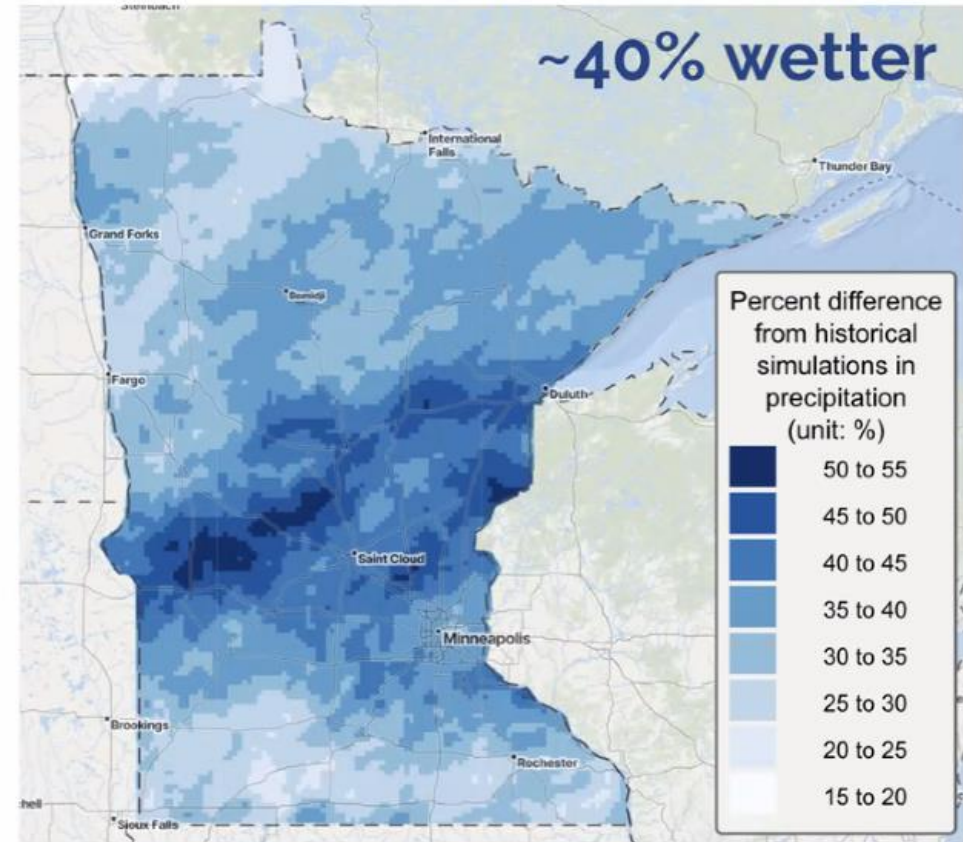 Steinbach
~40% wetter
International
Falls
Thunder Bay
Grand Forks
Bemidji
Fargo
Duluth
Saint Cloud
Minneapolis
Brookings
Rochester
Sioux Falls
Percent difference
from historical
simulations in
precipitation
(unit: %)
50 to 55
45 to 50
40 to 45
35 to 40
30 to 35
25 to 30
20 to 25
15 to 20